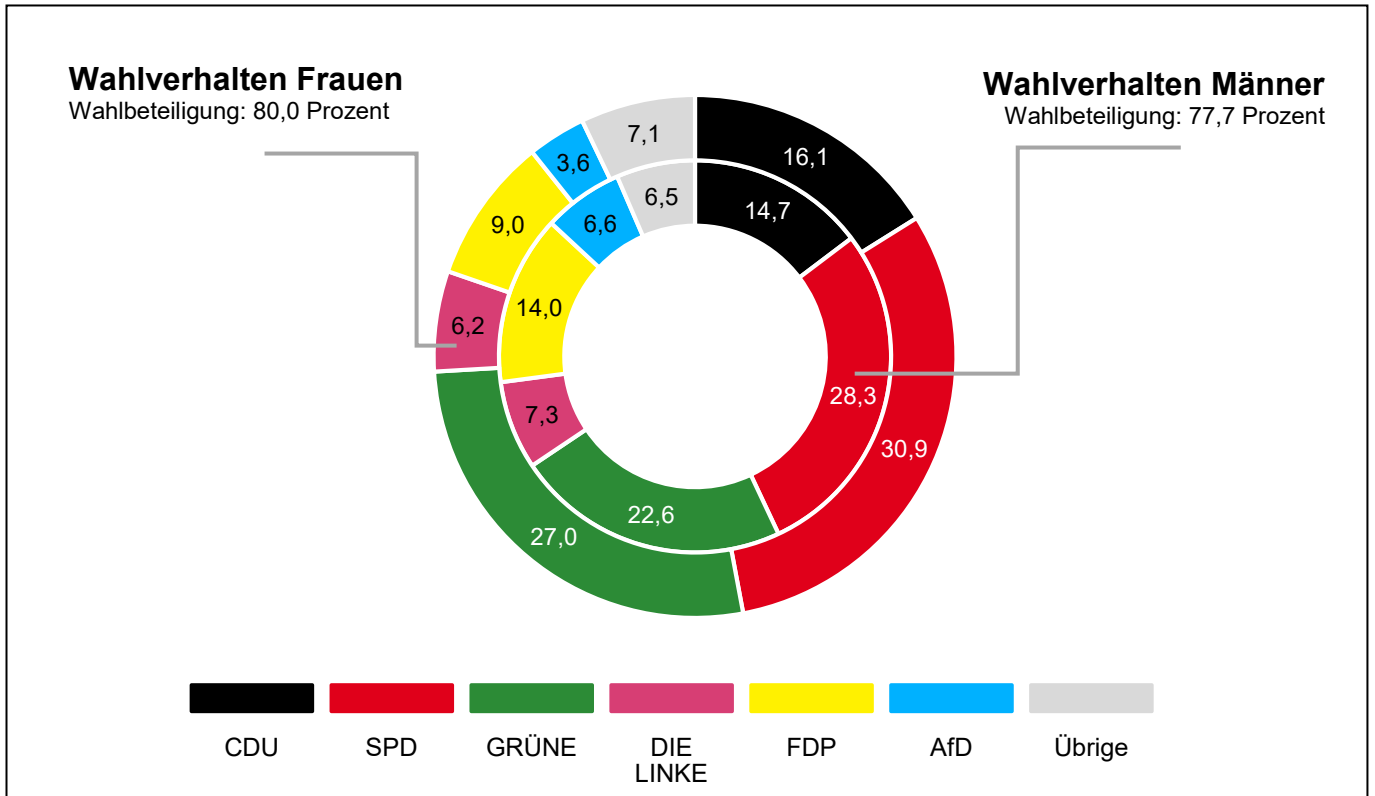 Wahlverhalten Frauen
Wahlbeteiligung: 80,0 Prozent
Wahlverhalten Männer
Wahlbeteiligung: 77,7 Prozent
7,1
16,1
3,6
6,5
14,7
9,0
6,6
14,0
6,2
28,3
7,3
30,9
22,6
27,0
CDU
SPD
GRÜNE
DIE
LINKE
FDP
AfD
Übrige